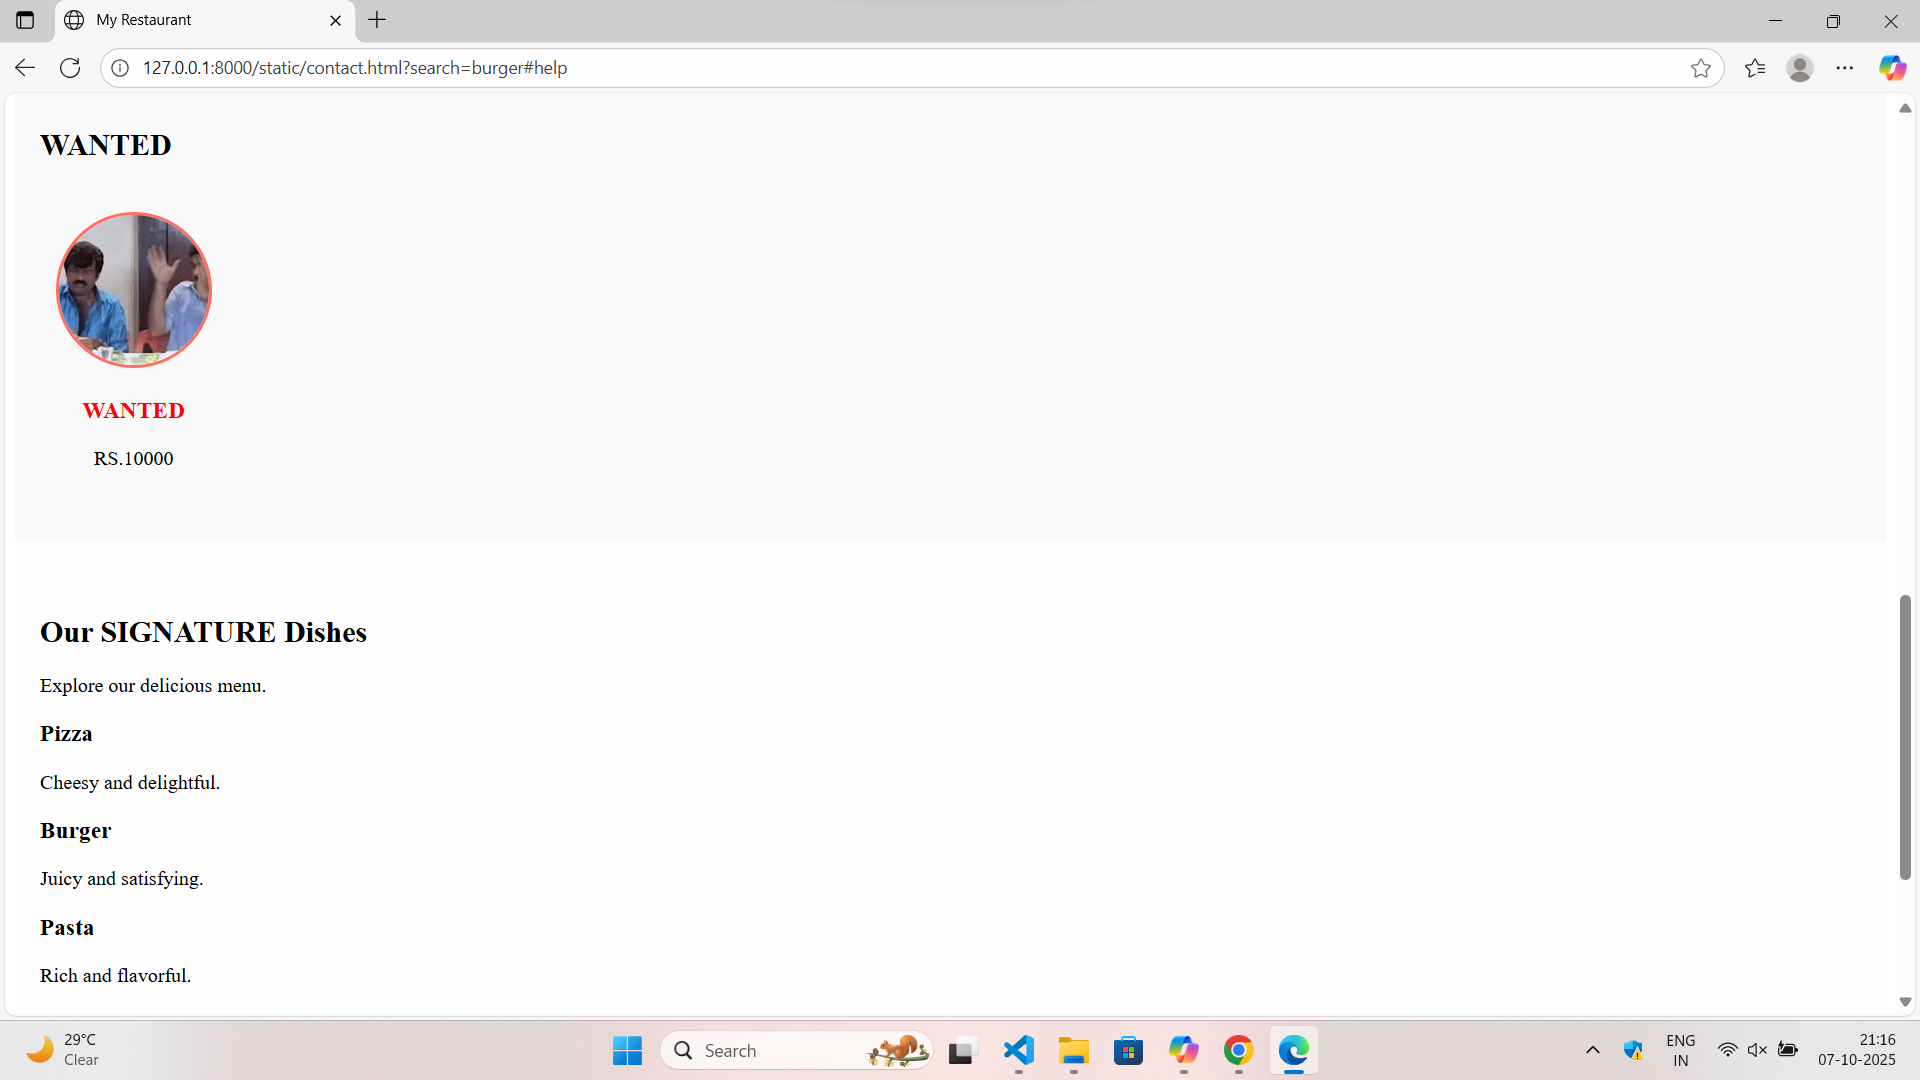 My Restaurant
127.0.0.1:8000/static/contact.html?search=burger#help
WANTED
WANTED
RS.10000
Our SIGNATURE Dishes
Explore our delicious menu.
Pizza
Cheesy and delightful.
Burger
Juicy and satisfying.
Pasta
Rich and flavorful.
29°C
Clear
Search
ENG
IN
21:16
07-10-2025